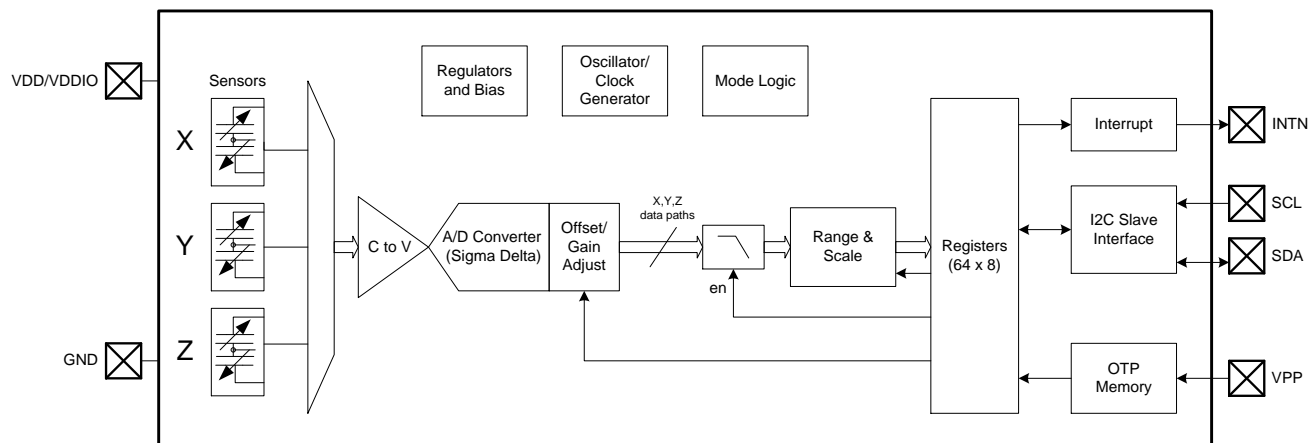 VDD/VDDIO
GND
Sensors
X
Y
Z
Regulators
and Bias
Oscillator/
Clock
Generator
Mode Logic
C to V
A/D Converter
(Sigma Delta)
Offset/
Gain
Adjust
X,Y,Z
data paths
en
Range &
Scale
Registers
(64 x 8)
Interrupt
I2C Slave
Interface
OTP
Memory
INTN
SCL
SDA
VPP